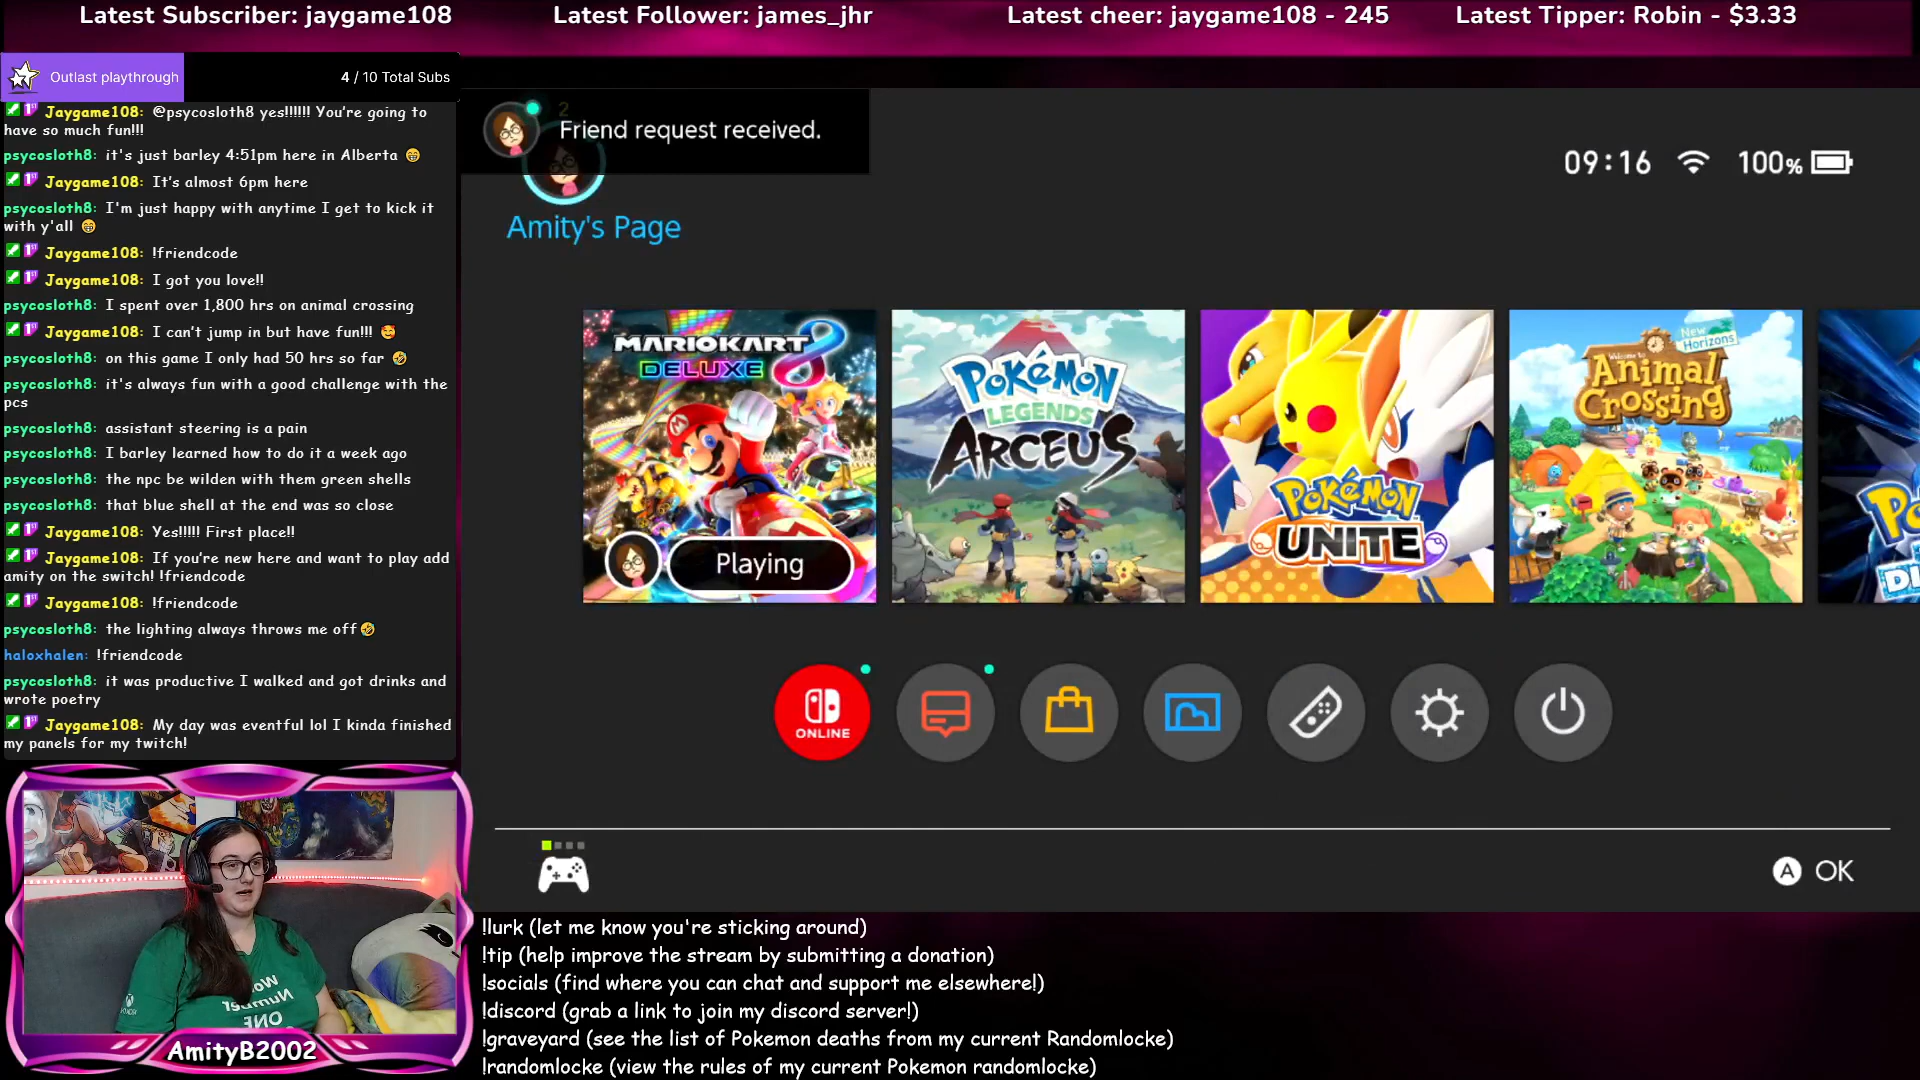 Latest Subscriber: jaygame108
Latest Follower: james_jhr
Latest cheer: jaygame108 - 245
Latest Tipper: Robin - $3.33
Outlast playthrough
4 / 10 Total Subs
Jaygame108: @psycosloth8 yes!!!!!! You're going to
have so much fun!!!
psycosloth8: it's just barley 4:51pm here in Alberta 😁
Jaygame108: It's almost 6pm here
psycosloth8: I'm just happy with anytime I get to kick it
with y'all 😁
Jaygame108: !friendcode
Jaygame108: I got you love!!
psycosloth8: I spent over 1,800 hrs on animal crossing
Jaygame108: I can't jump in but have fun!!! 🥰
psycosloth8: on this game I only had 50 hrs so far 🤣
psycosloth8: it's always fun with a good challenge with the
pcs
psycosloth8: assistant steering is a pain
psycosloth8: I barley learned how to do it a week ago
psycosloth8: the npc be wilden with them green shells
psycosloth8: that blue shell at the end was so close
Jaygame108: Yes!!!!! First place!!
Jaygame108: If you're new here and want to play add
amity on the switch! !friendcode
Jaygame108: !friendcode
psycosloth8: the lighting always throws me off🤣
haloxhalen: !friendcode
psycosloth8: it was productive I walked and got drinks and
wrote poetry
Jaygame108: My day was eventful lol I kinda finished
my panels for my twitch!
2
Friend request received.
Amity's Page
09:16
100%
MARIOKART 8
DELUXE
Playing
POKéMON
LEGENDS
ARCEUS
POKéMON
UNITE
Welcome to
Animal
Crossing
New
Horizons
ONLINE
A OK
Woman
Number
ONE
AmityB2002
!lurk (let me know you're sticking around)
!tip (help improve the stream by submitting a donation)
!socials (find where you can chat and support me elsewhere!)
!discord (grab a link to join my discord server!)
!graveyard (see the list of Pokemon deaths from my current Randomlocke)
!randomlocke (view the rules of my current Pokemon randomlocke)